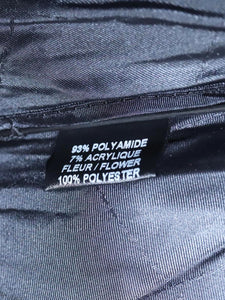 93% POLYAMIDE
7% ACRYLIQUE
FLEUR / FLOWER
100% POLYESTER